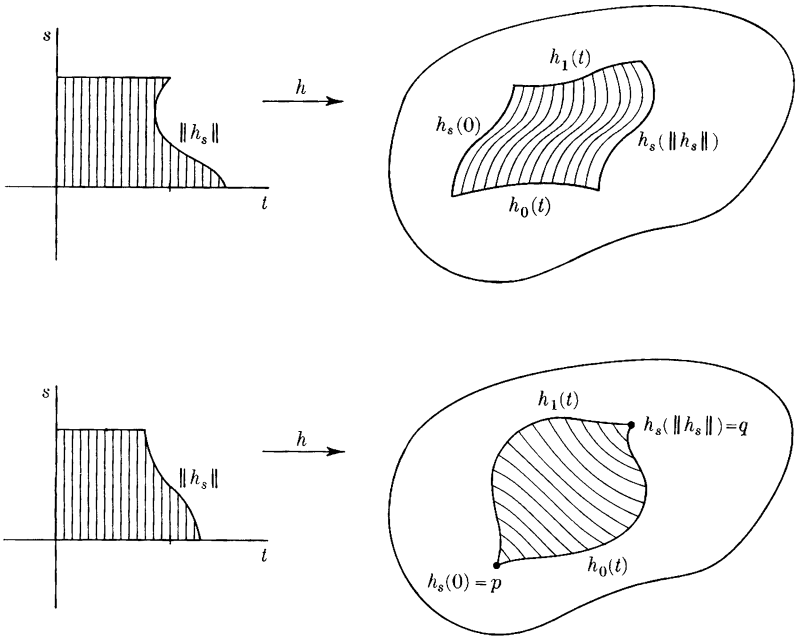 s
‖h_s‖
t
h
h_1(t)
h_s(0)
h_s(‖h_s‖)
h_0(t)
s
‖h_s‖
t
h
h_1(t)
h_s(‖h_s‖)=q
h_0(t)
h_s(0)=p